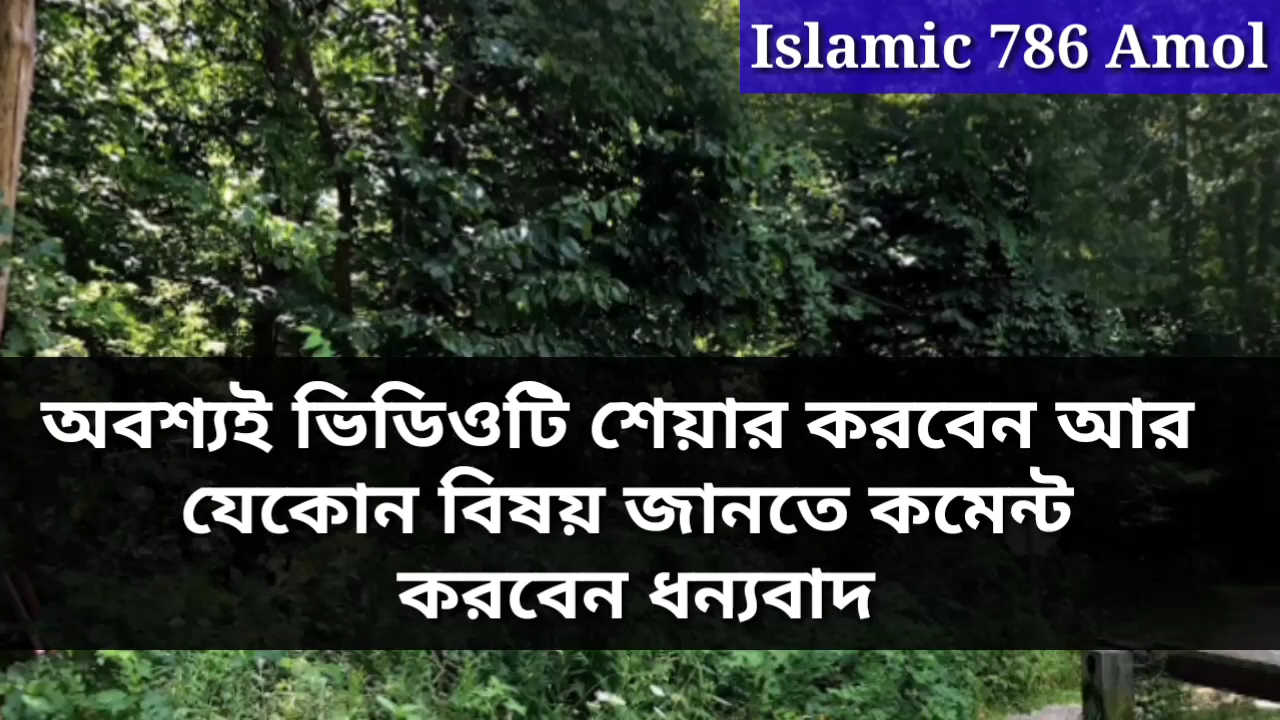 Islamic 786 Amol
অবশ্যই ভিডিওটি শেয়ার করবেন আর
যেকোন বিষয় জানতে কমেন্ট
করবেন ধন্যবাদ